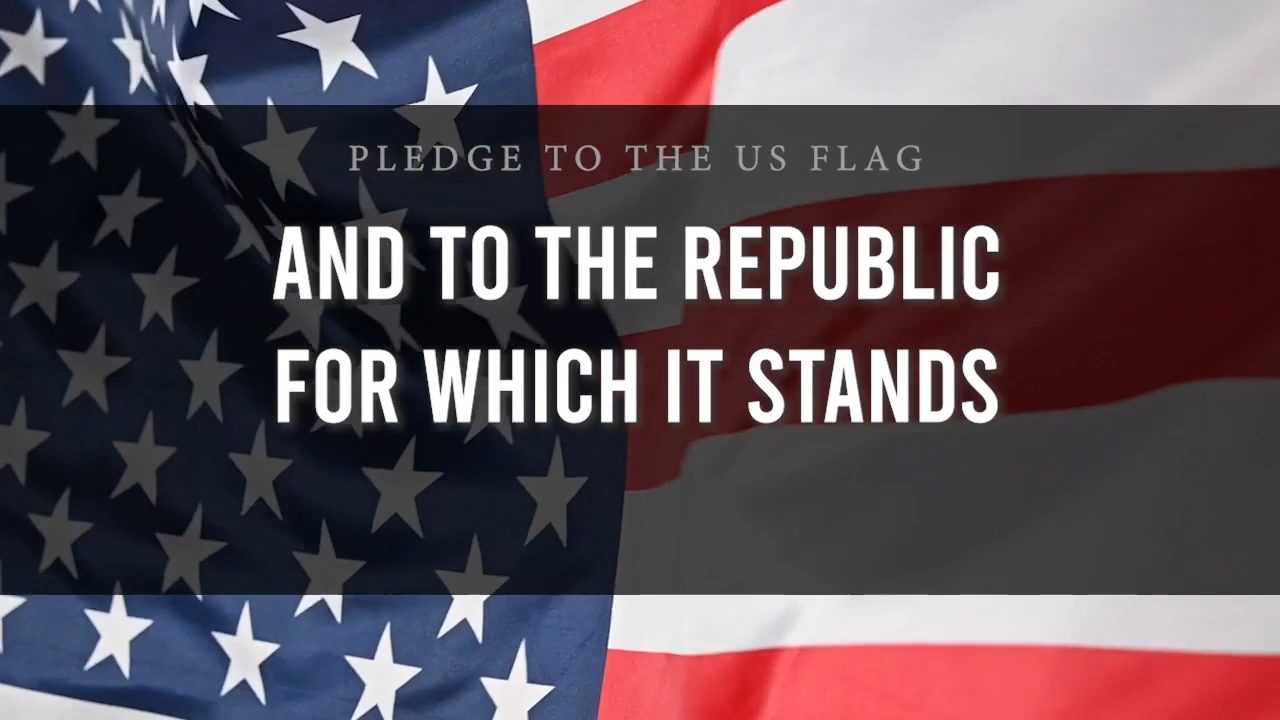 PLEDGE TO THE US FLAG
AND TO THE REPUBLIC
FOR WHICH IT STANDS